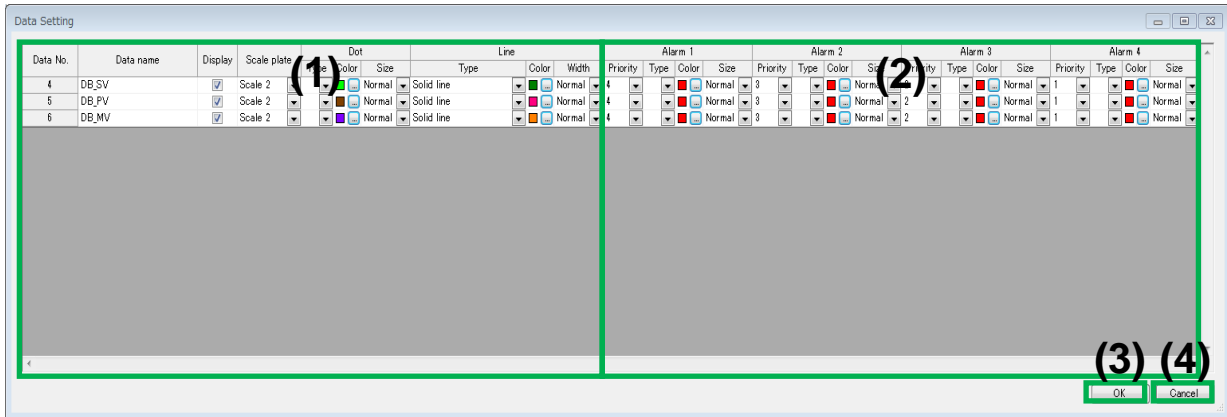 Data Setting
Dot Line Alarm 1 Alarm 2 Alarm 3 Alarm 4
Data No. Data name Display Scale plate Type Color Size Type Color Width Priority Type Color Size Priority Type Color Size Priority Type Color Size Priority Type Color Size
(1) (2)
4 DB_SV Scale 2 Normal Solid line Normal 4 Normal 3 Normal Normal 1 Normal
5 DB_PV Scale 2 Normal Solid line Normal 4 Normal 3 Normal 2 Normal 1 Normal
6 DB_MV Scale 2 Normal Solid line Normal 4 Normal 3 Normal 2 Normal 1 Normal
(3) (4)
OK Cancel